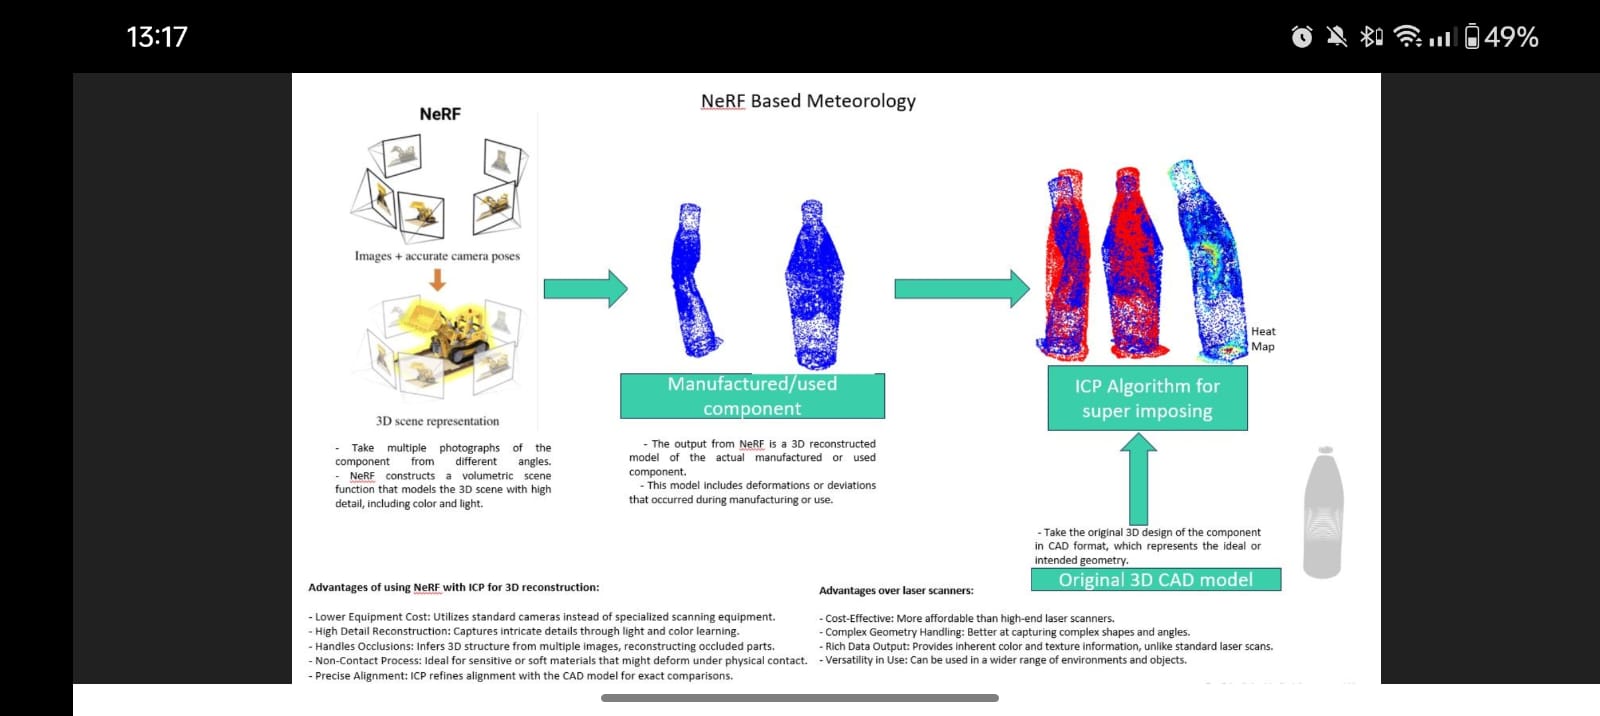 13:17
49%
NeRF Based Meteorology
NeRF
Images + accurate camera poses
3D scene representation
- Take multiple photographs of the
component from different angles.
- NeRF constructs a volumetric scene
function that models the 3D scene with high
detail, including color and light.
Manufactured/used
component
- The output from NeRF is a 3D reconstructed
model of the actual manufactured or used
component.
- This model includes deformations or deviations
that occurred during manufacturing or use.
Heat
Map
ICP Algorithm for
super imposing
- Take the original 3D design of the component
in CAD format, which represents the ideal or
intended geometry.
Original 3D CAD model
Advantages of using NeRF with ICP for 3D reconstruction:
- Lower Equipment Cost: Utilizes standard cameras instead of specialized scanning equipment.
- High Detail Reconstruction: Captures intricate details through light and color learning.
- Handles Occlusions: Infers 3D structure from multiple images, reconstructing occluded parts.
- Non-Contact Process: Ideal for sensitive or soft materials that might deform under physical contact.
- Precise Alignment: ICP refines alignment with the CAD model for exact comparisons.
Advantages over laser scanners:
- Cost-Effective: More affordable than high-end laser scanners.
- Complex Geometry Handling: Better at capturing complex shapes and angles.
- Rich Data Output: Provides inherent color and texture information, unlike standard laser scans.
- Versatility in Use: Can be used in a wider range of environments and objects.